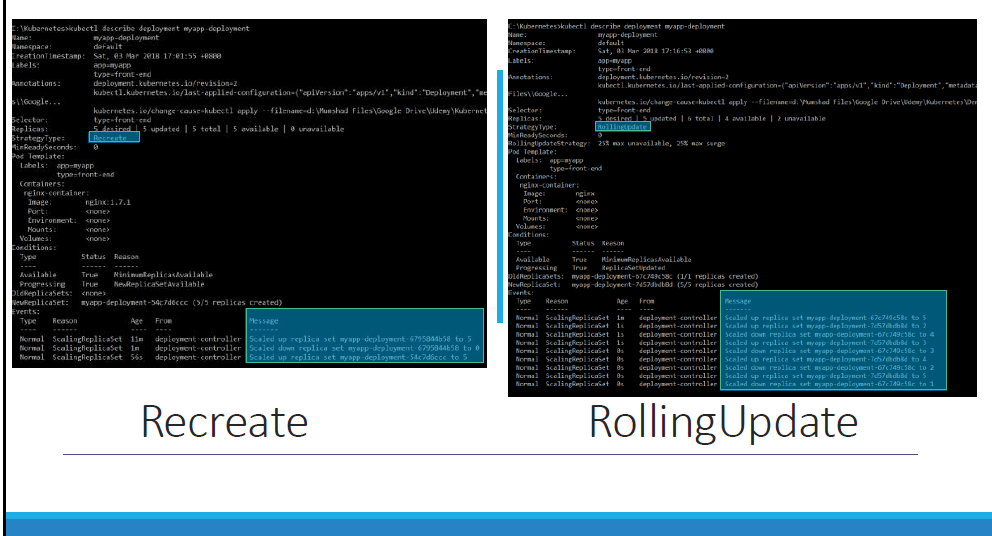 C:\Kubernetes>kubectl describe deployment myapp-deployment
Name: myapp-deployment
Namespace: default
CreationTimestamp: Sat, 03 Mar 2018 17:01:55 +0800
Labels: app=myapp
type=front-end
Annotations: deployment.kubernetes.io/revision=2
kubectl.kubernetes.io/last-applied-configuration={"apiVersion":"apps/v1","kind":"Deployment","me
s\\Google...
kubernetes.io/change-cause=kubectl apply --filename=d:\Mumshad Files\Google Drive\Udemy\Kubernet
Selector: type=front-end
Replicas: 5 desired | 5 updated | 5 total | 5 available | 0 unavailable
StrategyType: Recreate
MinReadySeconds: 0
Pod Template:
Labels: app=myapp
type=front-end
Containers:
nginx-container:
Image: nginx:1.7.1
Port: <none>
Environment: <none>
Mounts: <none>
Volumes: <none>
Conditions:
Type Status Reason
---- ------ ------
Available True MinimumReplicasAvailable
Progressing True NewReplicaSetAvailable
OldReplicaSets: <none>
NewReplicaSet: myapp-deployment-54c7d6ccc (5/5 replicas created)
Events:
Type Reason Age From Message
---- ------ ---- ---- -------
Normal ScalingReplicaSet 11m deployment-controller Scaled up replica set myapp-deployment-6795844b58 to 5
Normal ScalingReplicaSet 1m deployment-controller Scaled down replica set myapp-deployment-6795844b58 to 0
Normal ScalingReplicaSet 56s deployment-controller Scaled up replica set myapp-deployment-54c7d6ccc to 5
Recreate
C:\Kubernetes>kubectl describe deployment myapp-deployment
Name: myapp-deployment
Namespace: default
CreationTimestamp: Sat, 03 Mar 2018 17:16:53 +0800
Labels: app=myapp
type=front-end
Annotations: deployment.kubernetes.io/revision=2
kubectl.kubernetes.io/last-applied-configuration={"apiVersion":"apps/v1","kind":"Deployment","metadata
Files\\Google...
kubernetes.io/change-cause=kubectl apply --filename=d:\Mumshad Files\Google Drive\Udemy\Kubernetes\De
Selector: type=front-end
Replicas: 5 desired | 5 updated | 6 total | 4 available | 2 unavailable
StrategyType: RollingUpdate
MinReadySeconds: 0
RollingUpdateStrategy: 25% max unavailable, 25% max surge
Pod Template:
Labels: app=myapp
type=front-end
Containers:
nginx-container:
Image: nginx
Port: <none>
Environment: <none>
Mounts: <none>
Volumes: <none>
Conditions:
Type Status Reason
---- ------ ------
Available True MinimumReplicasAvailable
Progressing True ReplicaSetUpdated
OldReplicaSets: myapp-deployment-67c749c58c (1/1 replicas created)
NewReplicaSet: myapp-deployment-7d57dbdb8d (5/5 replicas created)
Events:
Type Reason Age From Message
---- ------ ---- ---- -------
Normal ScalingReplicaSet 1m deployment-controller Scaled up replica set myapp-deployment-67c749c58c to 5
Normal ScalingReplicaSet 1s deployment-controller Scaled up replica set myapp-deployment-7d57dbdb8d to 2
Normal ScalingReplicaSet 1s deployment-controller Scaled down replica set myapp-deployment-67c749c58c to 4
Normal ScalingReplicaSet 1s deployment-controller Scaled up replica set myapp-deployment-7d57dbdb8d to 3
Normal ScalingReplicaSet 0s deployment-controller Scaled down replica set myapp-deployment-67c749c58c to 3
Normal ScalingReplicaSet 0s deployment-controller Scaled up replica set myapp-deployment-7d57dbdb8d to 4
Normal ScalingReplicaSet 0s deployment-controller Scaled down replica set myapp-deployment-67c749c58c to 2
Normal ScalingReplicaSet 0s deployment-controller Scaled up replica set myapp-deployment-7d57dbdb8d to 5
Normal ScalingReplicaSet 0s deployment-controller Scaled down replica set myapp-deployment-67c749c58c to 1
RollingUpdate